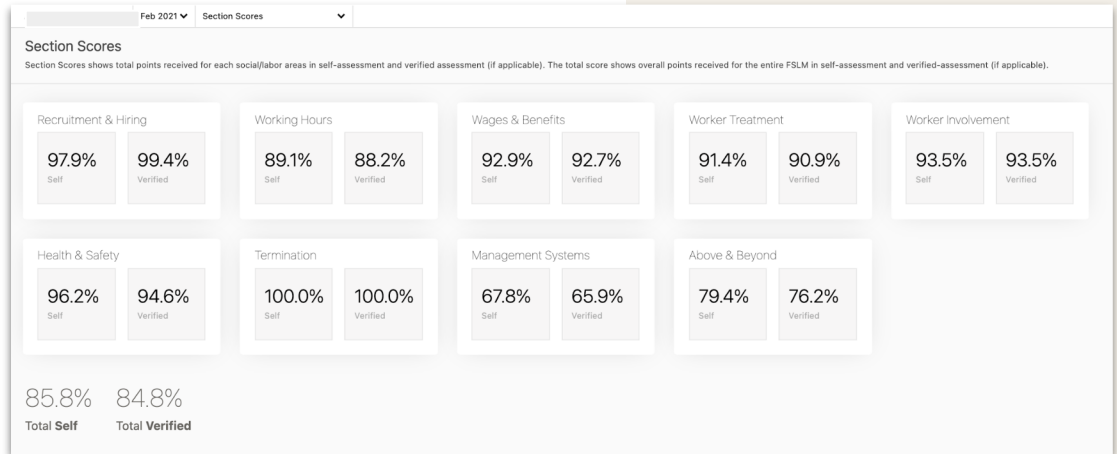 Feb 2021 Section Scores
Section Scores
Section Scores shows total points received for each social/labor areas in self-assessment and verified assessment (if applicable). The total score shows overall points received for the entire FSLM in self-assessment and verified-assessment (if applicable).
Recruitment & Hiring
97.9% 99.4%
Self Verified
Working Hours
89.1% 88.2%
Self Verified
Wages & Benefits
92.9% 92.7%
Self Verified
Worker Treatment
91.4% 90.9%
Self Verified
Worker Involvement
93.5% 93.5%
Self Verified
Health & Safety
96.2% 94.6%
Self Verified
Termination
100.0% 100.0%
Self Verified
Management Systems
67.8% 65.9%
Self Verified
Above & Beyond
79.4% 76.2%
Self Verified
85.8% 84.8%
Total Self Total Verified